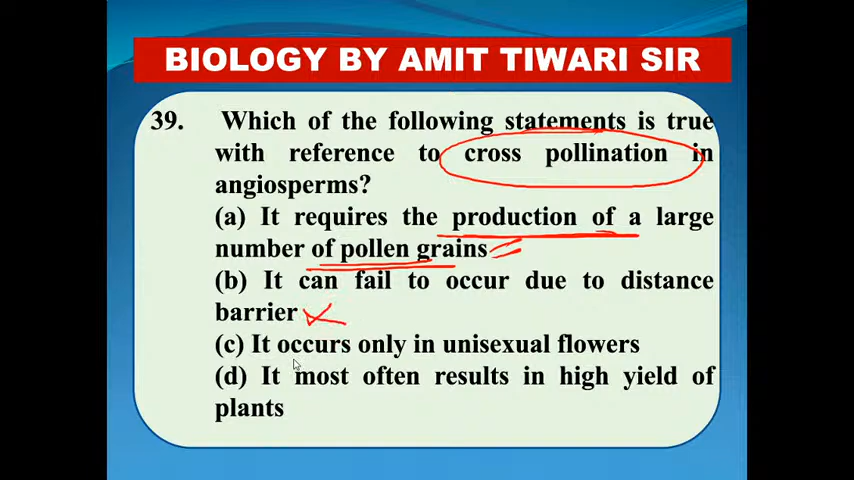 BIOLOGY BY AMIT TIWARI SIR
39. Which of the following statements is true
with reference to cross pollination in
angiosperms?
(a) It requires the production of a large
number of pollen grains
(b) It can fail to occur due to distance
barrier
(c) It occurs only in unisexual flowers
(d) It most often results in high yield of
plants